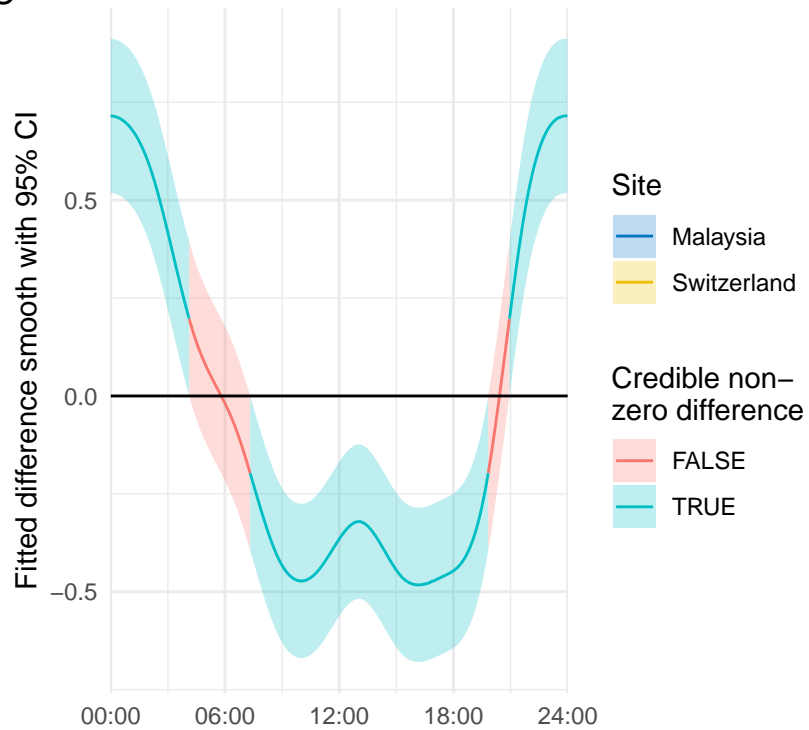 Fitted difference smooth with 95% CI
0.5
0.0
−0.5
00:00 06:00 12:00 18:00 24:00
Site
Malaysia
Switzerland
Credible non−
zero difference
FALSE
TRUE